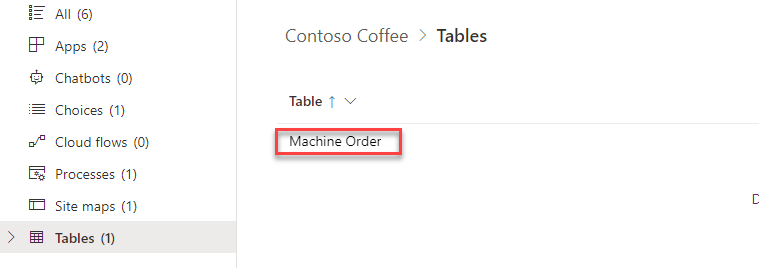 All (6)
Apps (2)
Chatbots (0)
Choices (1)
Cloud flows (0)
Processes (1)
Site maps (1)
Tables (1)
Contoso Coffee > Tables
Table ↑
Machine Order
D